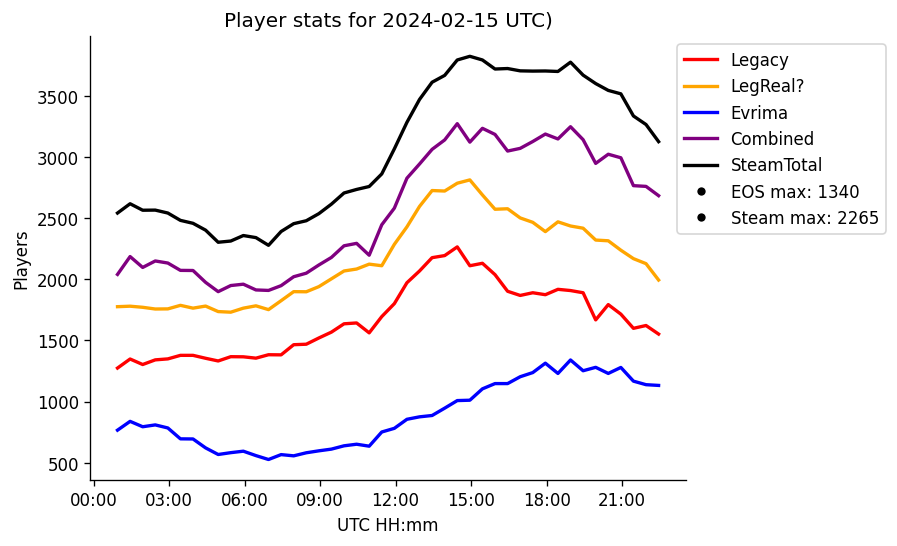 Player stats for 2024-02-15 UTC)
Legacy
LegReal?
Evrima
Combined
SteamTotal
EOS max: 1340
Steam max: 2265
Players
3500
3000
2500
2000
1500
1000
500
00:00 03:00 06:00 09:00 12:00 15:00 18:00 21:00
UTC HH:mm